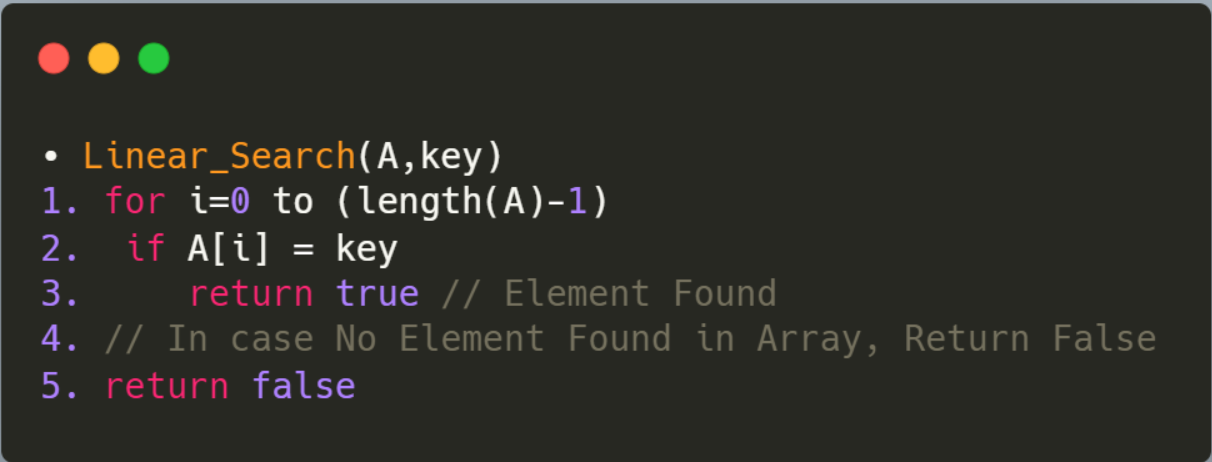 • Linear_Search(A,key)
1. for i=0 to (length(A)-1)
2.  if A[i] = key
3.     return true // Element Found
4. // In case No Element Found in Array, Return False
5. return false